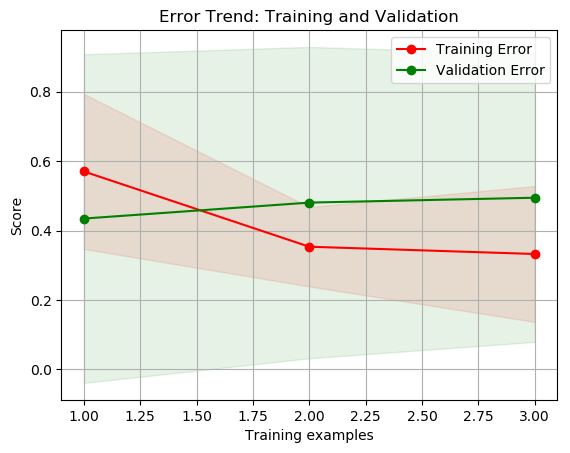 Error Trend: Training and Validation
Training Error
Validation Error
Score
0.8
0.6
0.4
0.2
0.0
1.00 1.25 1.50 1.75 2.00 2.25 2.50 2.75 3.00
Training examples